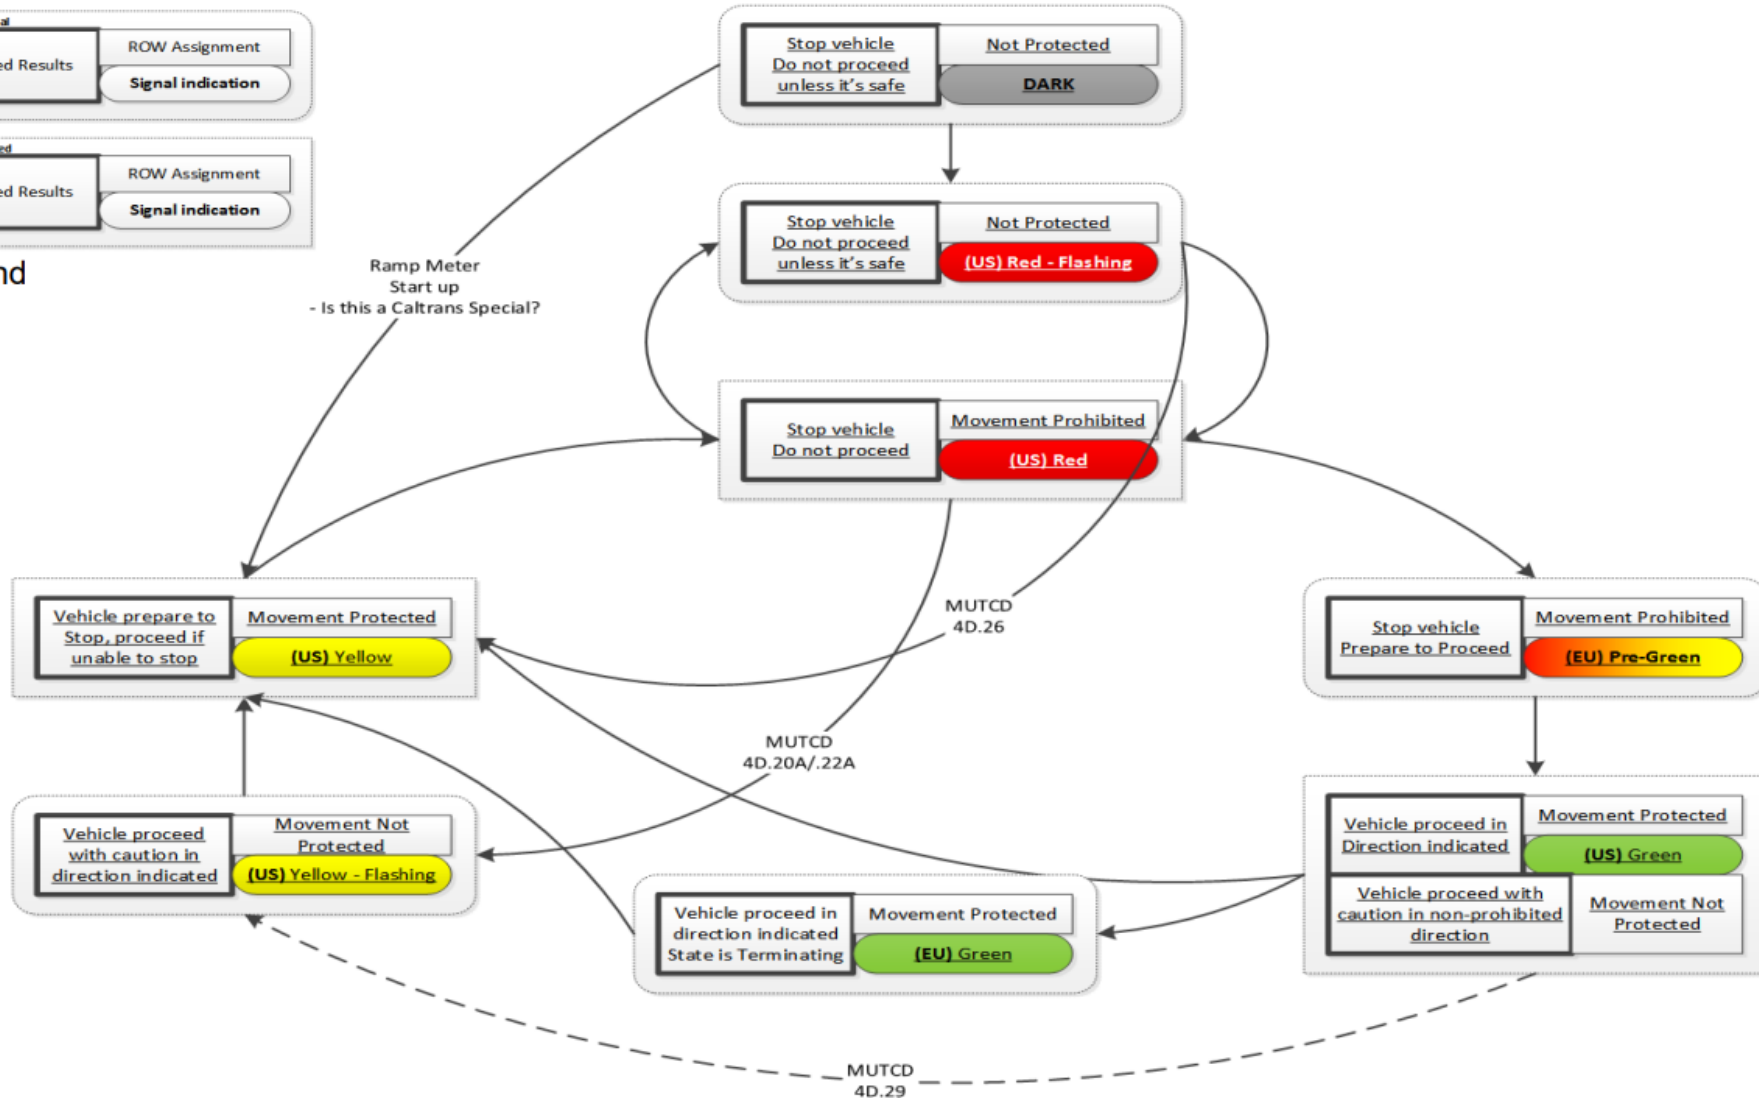 al
ROW Assignment
ed Results
Signal indication
ed
ROW Assignment
ed Results
Signal indication
nd
Stop vehicle
Do not proceed
unless it's safe
Not Protected
DARK
Stop vehicle
Do not proceed
unless it's safe
Not Protected
(US) Red - Flashing
Ramp Meter
Start up
- Is this a Caltrans Special?
Stop vehicle
Do not proceed
Movement Prohibited
(US) Red
Vehicle prepare to
Stop, proceed if
unable to stop
Movement Protected
(US) Yellow
MUTCD
4D.26
Stop vehicle
Prepare to Proceed
Movement Prohibited
(EU) Pre-Green
MUTCD
4D.20A/.22A
Vehicle proceed
with caution in
direction indicated
Movement Not
Protected
(US) Yellow - Flashing
Vehicle proceed in
Direction indicated
Movement Protected
(US) Green
Vehicle proceed with
caution in non-prohibited
direction
Movement Not
Protected
Vehicle proceed in
direction indicated
State is Terminating
Movement Protected
(EU) Green
MUTCD
4D.29